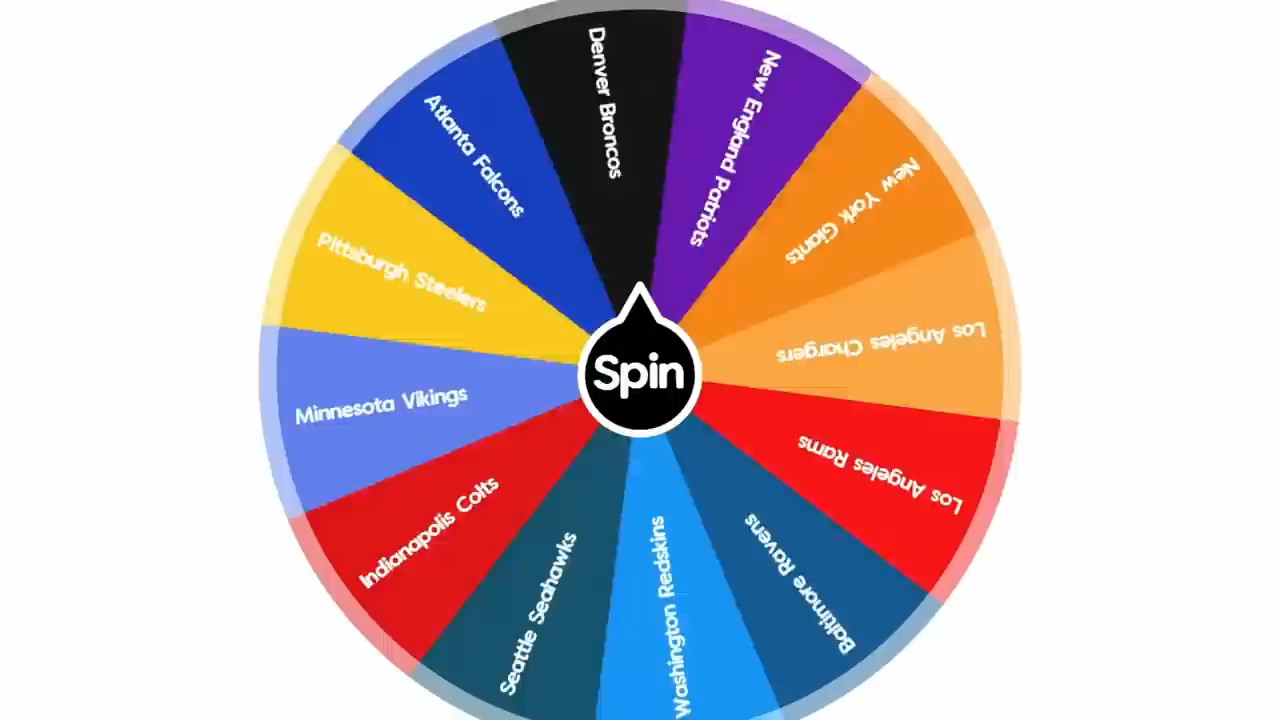 Denver Broncos
New England Patriots
New York Giants
Los Angeles Chargers
Los Angeles Rams
Baltimore Ravens
Washington Redskins
Seattle Seahawks
Indianapolis Colts
Minnesota Vikings
Pittsburgh Steelers
Atlanta Falcons
Spin